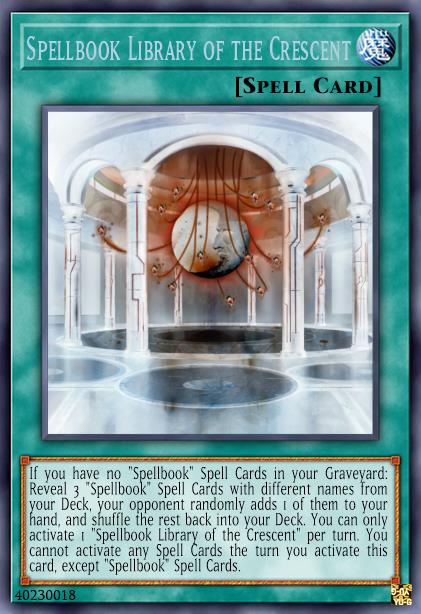 Spellbook Library of the Crescent
魔
[Spell Card]
If you have no "Spellbook" Spell Cards in your Graveyard:
Reveal 3 "Spellbook" Spell Cards with different names from
your Deck, your opponent randomly adds 1 of them to your
hand, and shuffle the rest back into your Deck. You can only
activate 1 "Spellbook Library of the Crescent" per turn. You
cannot activate any Spell Cards the turn you activate this
card, except "Spellbook" Spell Cards.
40230018